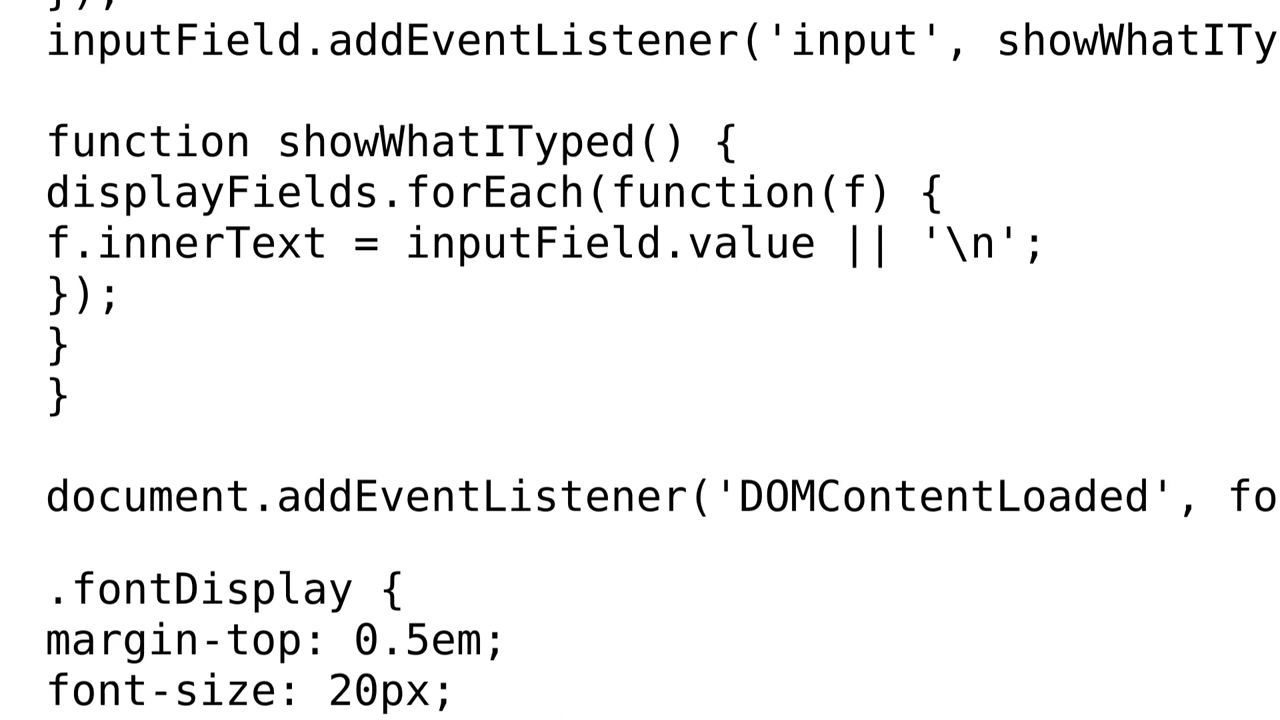 });
inputField.addEventListener('input', showWhatITy
function showWhatITyped() {
displayFields.forEach(function(f) {
f.innerText = inputField.value || '\n';
});
}
}
document.addEventListener('DOMContentLoaded', fo
.fontDisplay {
margin-top: 0.5em;
font-size: 20px;